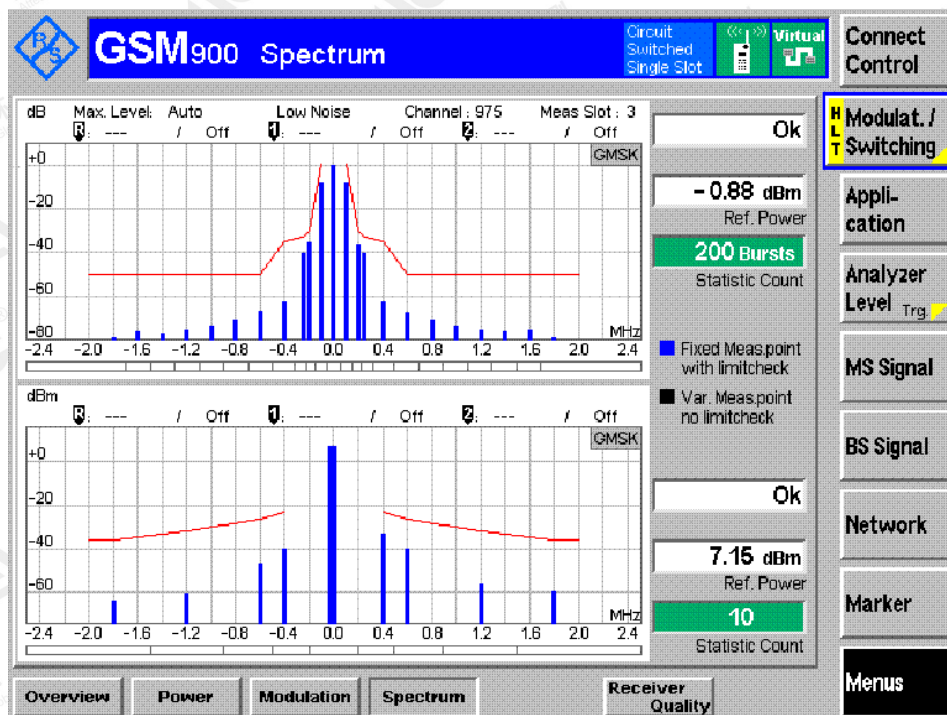 R S
GSM900 Spectrum
Circuit
Switched
Single Slot
Virtual
Connect
Control
dB Max. Level: Auto Low Noise Channel : 975 Meas Slot : 3
R: --- / Off 1: --- / Off 2: --- / Off
GMSK
+0
-20
-40
-60
-80
MHz
-2.4 -2.0 -1.6 -1.2 -0.8 -0.4 0.0 0.4 0.8 1.2 1.6 2.0 2.4
Ok
- 0.88 dBm
Ref. Power
200 Bursts
Statistic Count
Fixed Meas.point
with limitcheck
Var. Meas.point
no limitcheck
dBm
R: --- / Off 1: --- / Off 2: --- / Off
GMSK
+0
-20
-40
-60
MHz
-2.4 -2.0 -1.6 -1.2 -0.8 -0.4 0.0 0.4 0.8 1.2 1.6 2.0 2.4
Ok
7.15 dBm
Ref. Power
10
Statistic Count
HLT
Modulat. /
Switching
Appli-
cation
Analyzer
Level Trg.
MS Signal
BS Signal
Network
Marker
Menus
Overview
Power
Modulation
Spectrum
Receiver
Quality